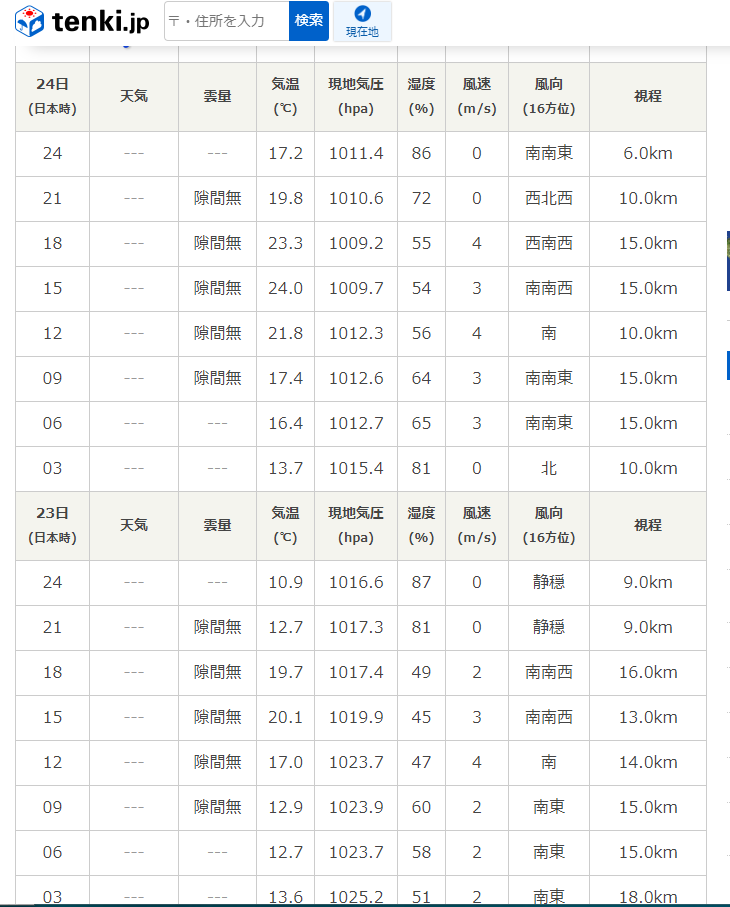 tenki.jp 〒・住所を入力 検索 現在地
24日 (日本時) 天気 雲量 気温 (℃) 現地気圧 (hpa) 湿度 (%) 風速 (m/s) 風向 (16方位) 視程
24 --- --- 17.2 1011.4 86 0 南南東 6.0km
21 --- 隙間無 19.8 1010.6 72 0 西北西 10.0km
18 --- 隙間無 23.3 1009.2 55 4 西南西 15.0km
15 --- 隙間無 24.0 1009.7 54 3 南南西 15.0km
12 --- 隙間無 21.8 1012.3 56 4 南 10.0km
09 --- 隙間無 17.4 1012.6 64 3 南南東 15.0km
06 --- --- 16.4 1012.7 65 3 南南東 15.0km
03 --- --- 13.7 1015.4 81 0 北 10.0km
23日 (日本時) 天気 雲量 気温 (℃) 現地気圧 (hpa) 湿度 (%) 風速 (m/s) 風向 (16方位) 視程
24 --- --- 10.9 1016.6 87 0 静穏 9.0km
21 --- 隙間無 12.7 1017.3 81 0 静穏 9.0km
18 --- 隙間無 19.7 1017.4 49 2 南南西 16.0km
15 --- 隙間無 20.1 1019.9 45 3 南南西 13.0km
12 --- 隙間無 17.0 1023.7 47 4 南 14.0km
09 --- 隙間無 12.9 1023.9 60 2 南東 15.0km
06 --- --- 12.7 1023.7 58 2 南東 15.0km
03 --- --- 13.6 1025.2 51 2 南東 18.0km